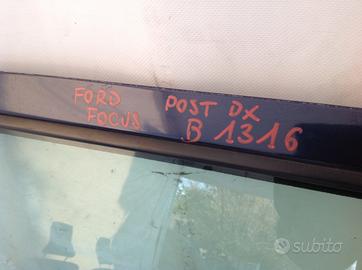 FORD POST DX
FOCUS B 1316
subito